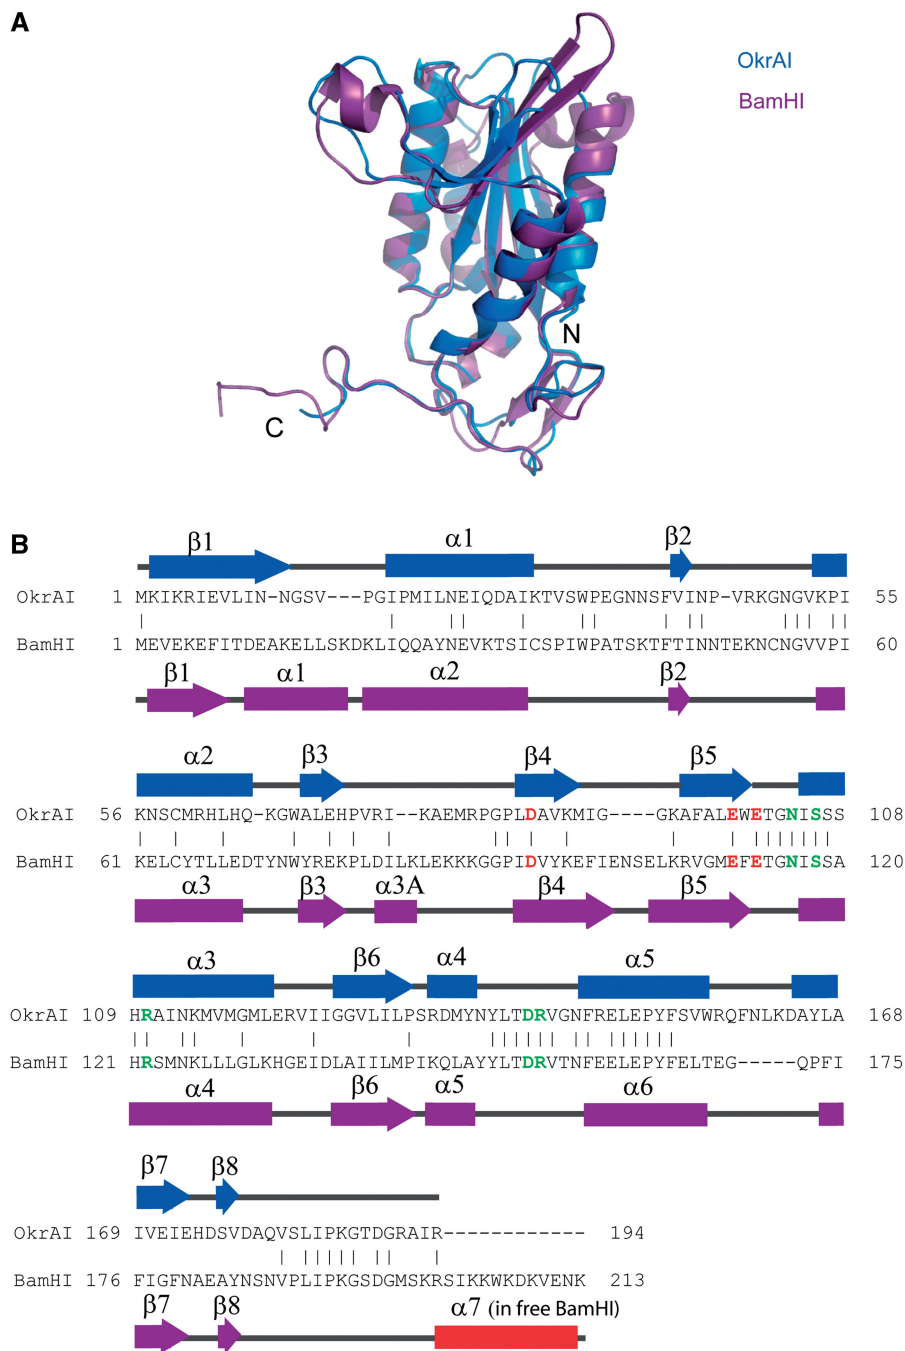 A
OkrAI
BamHI
N
C
B
β1 α1 β2
OkrAI 1 MKIKRIEVLIN-NGSV---PGIPMILNEIQDAIKTVSWPEGNNSFVINP-VRKGNGVKPI 55
BamHI 1 MEVEKEFITDEAKELLSKDKLIQQAYNEVKTSICSPIWPATSKTFTINNTEKNCNGVVPI 60
β1 α1 α2 β2
α2 β3 β4 β5
OkrAI 56 KNSCMRHLHQ-KGWALEHPVRI--KAEMRPGPLDAVKMIG----GKAFALEWETGNISSS 108
BamHI 61 KELCYTLLEDTYNWYREKPLDILKLEKKKGGPIDVYKEFIENSELKRVGMEFETGNISSA 120
α3 β3 α3A β4 β5
α3 β6 α4 α5
OkrAI 109 HRAINKMVMGMLERVIIGGVLILPSRDMYNYLTDRVGNFRELEPYFSVWRQFNLKDAYLA 168
BamHI 121 HRSMNKLLLGLKHGEIDLAIILMPIKQLAYYLTDRVTNFEELEPYFELTEG-----QPFI 175
α4 β6 α5 α6
β7 β8
OkrAI 169 IVEIEHDSVDAQVSLIPKGTDGRAIR------------ 194
BamHI 176 FIGFNAEAYNSNVPLIPKGSDGMSKRSIKKWKDKVENK 213
β7 β8 α7 (in free BamHI)